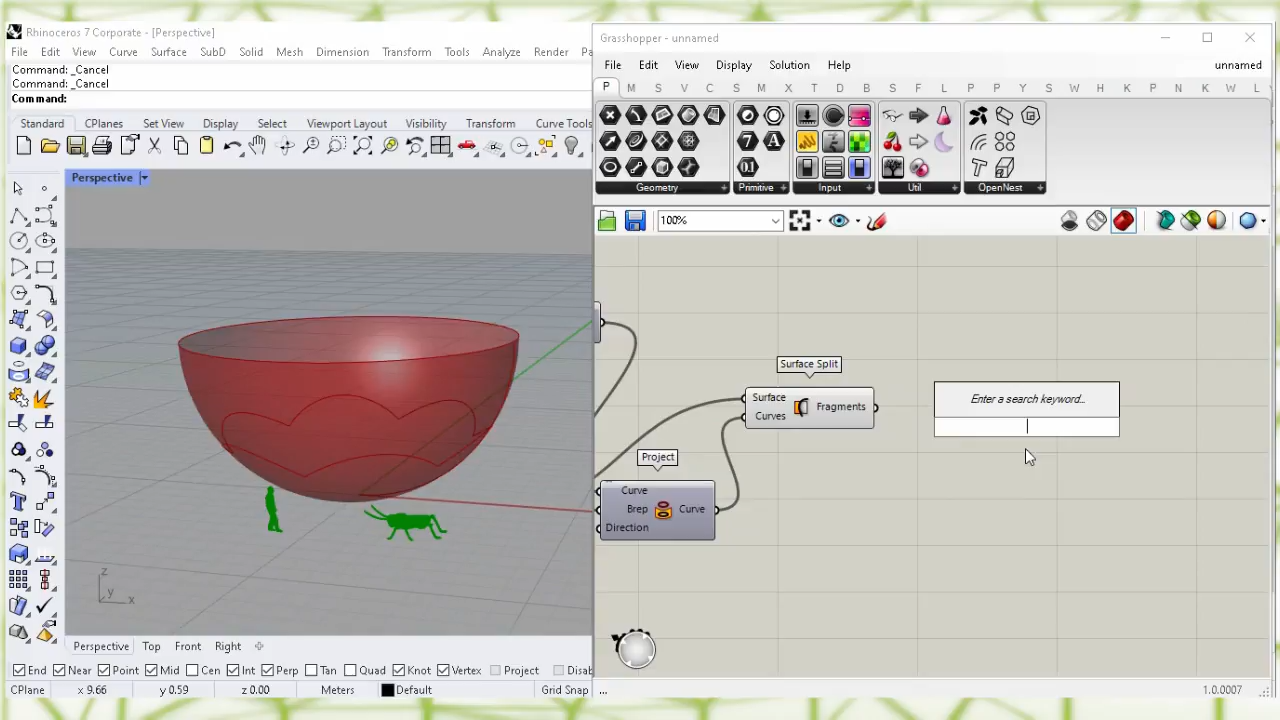 Rhinoceros 7 Corporate - [Perspective]
File Edit View Curve Surface SubD Solid Mesh Dimension Transform Tools Analyze Render
Command: _Cancel
Command: _Cancel
Command:
Standard CPlanes Set View Display Selec Viewport Layout Visibility Transform Curve Tools
Perspective
z
y
x
Perspective Top Front Right
End Near Point Mid Cen Int Perp Tan Quad Knot Vertex Project Disab
CPlane x 9.66 y 0.59 z 0.00 Meters Default Grid Snap
Grasshopper - unnamed
File Edit View Display Solution Help unnamed
P M S V C S M X T D B S F L P P Y S W H K P N W L
Geometry Primitive Input Util OpenNest
100%
Surface Split
Surface
Curves
Fragments
Enter a search keyword...
Project
Curve
Brep
Direction
Curve
... 1.0.0007